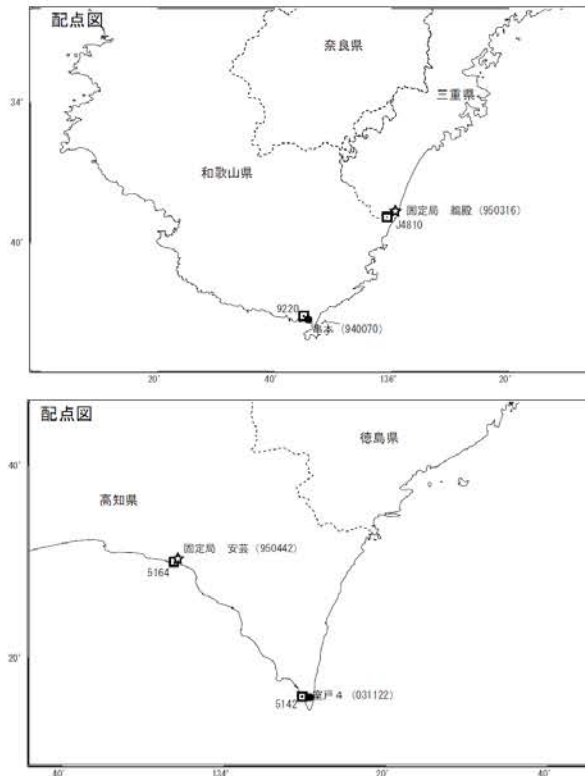 配点図
奈良県
34゜
三重県
和歌山県
固定局 鵜殿 (950316)
J4810
40'
9220
串本 (940070)
20'
40'
136゜
20'
配点図
徳島県
40'
高知県
固定局 安芸 (950442)
5164
20'
室戸4 (031122)
5142
40'
134゜
20'
40'